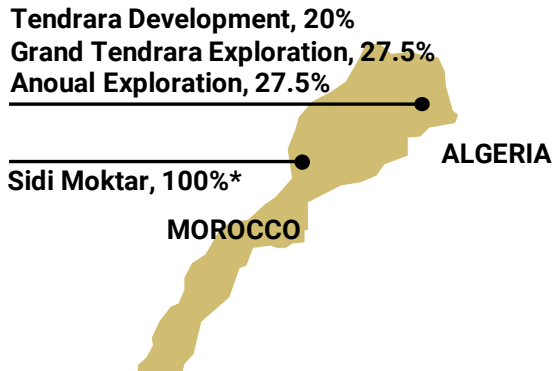 Tendrara Development, 20%
Grand Tendrara Exploration, 27.5%
Anoual Exploration, 27.5%
ALGERIA
Sidi Moktar, 100%*
MOROCCO